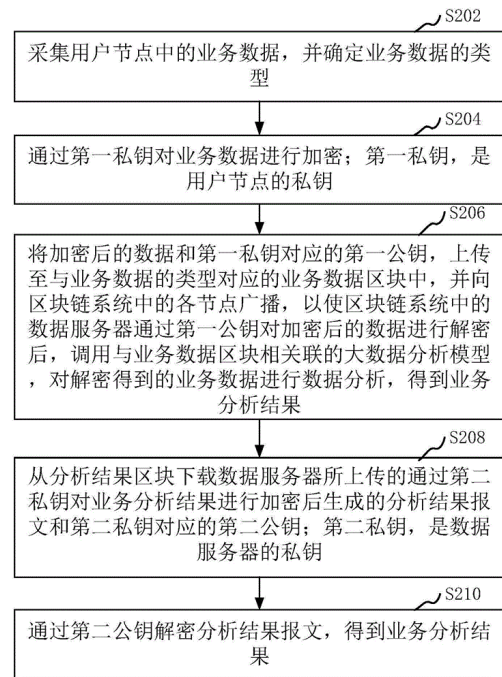 S202
采集用户节点中的业务数据，并确定业务数据的类
型
S204
通过第一私钥对业务数据进行加密；第一私钥，是
用户节点的私钥
S206
将加密后的数据和第一私钥对应的第一公钥，上传
至与业务数据的类型对应的业务数据区块中，并向
区块链系统中的各节点广播，以使区块链系统中的
数据服务器通过第一公钥对加密后的数据进行解密
后，调用与业务数据区块相关联的大数据分析模型
，对解密得到的业务数据进行数据分析，得到业务
分析结果
S208
从分析结果区块下载数据服务器所上传的通过第二
私钥对业务分析结果进行加密后生成的分析结果报
文和第二私钥对应的第二公钥；第二私钥，是数据
服务器的私钥
S210
通过第二公钥解密分析结果报文，得到业务分析结
果